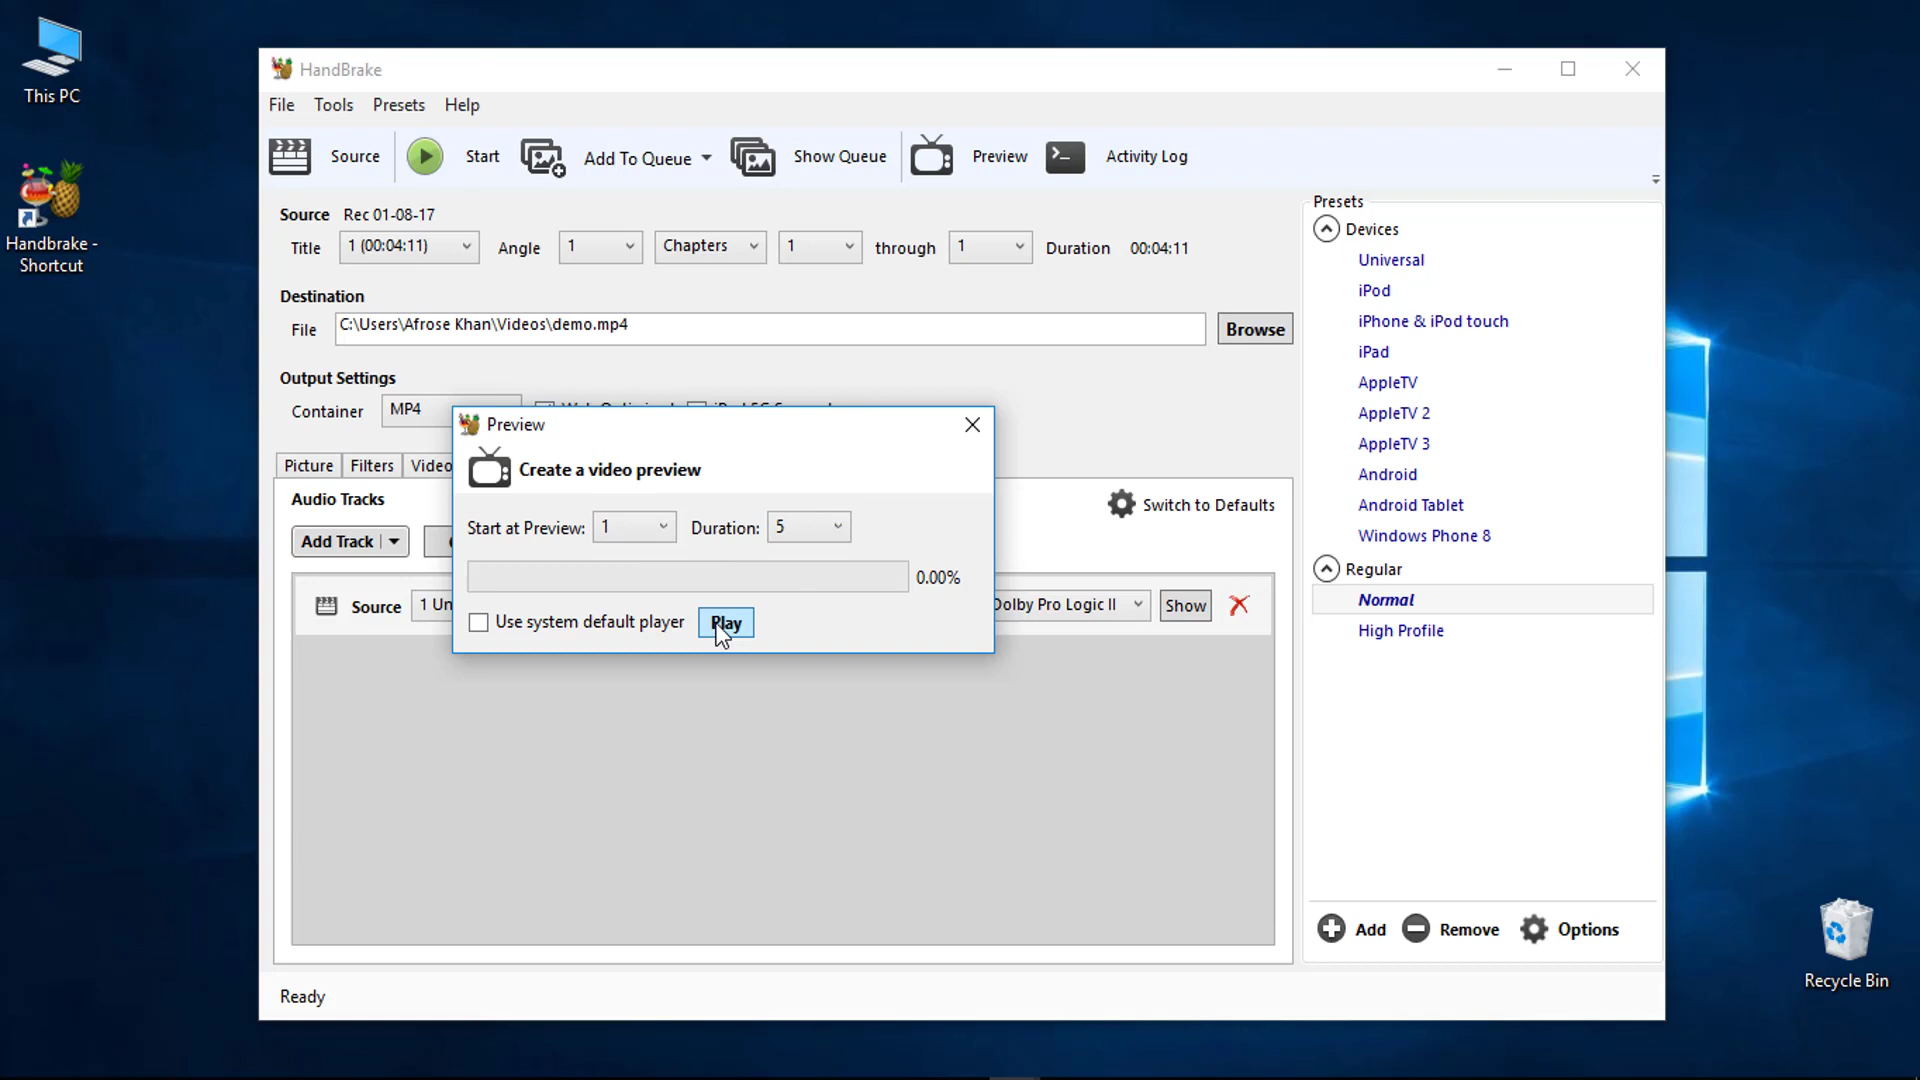 This PC
Handbrake -
Shortcut
HandBrake
File Tools Presets Help
Source Start Add To Queue Show Queue Preview Activity Log
Source Rec 01-08-17
Title 1 (00:04:11) Angle 1 Chapters 1 through 1 Duration 00:04:11
Destination
File C:\Users\Afrose Khan\Videos\demo.mp4 Browse
Output Settings
Container MP4
Picture Filters Video
Audio Tracks
Switch to Defaults
Add Track
Source 1 Un Dolby Pro Logic II Show
Preview
Create a video preview
Start at Preview: 1 Duration: 5
0.00%
Use system default player Play
Presets
Devices
Universal
iPod
iPhone & iPod touch
iPad
AppleTV
AppleTV 2
AppleTV 3
Android
Android Tablet
Windows Phone 8
Regular
Normal
High Profile
Add Remove Options
Ready
Recycle Bin